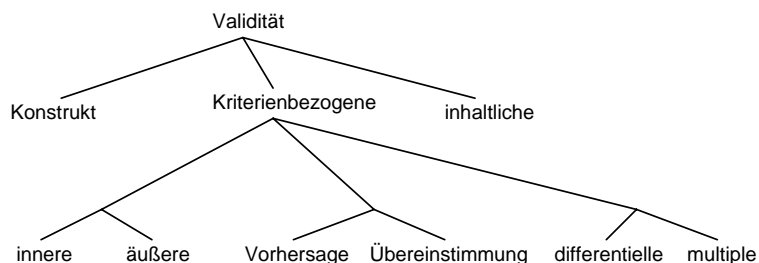 Validität
Konstrukt Kriterienbezogene inhaltliche
innere äußere Vorhersage Übereinstimmung differentielle multiple